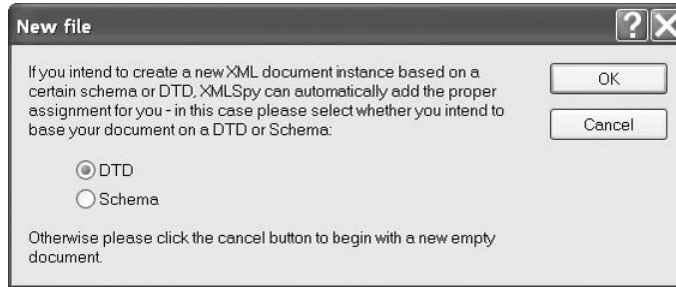 New file
If you intend to create a new XML document instance based on a
certain schema or DTD, XMLSpy can automatically add the proper
assignment for you - in this case please select whether you intend to
base your document on a DTD or Schema:
OK
Cancel
DTD
Schema
Otherwise please click the cancel button to begin with a new empty
document.